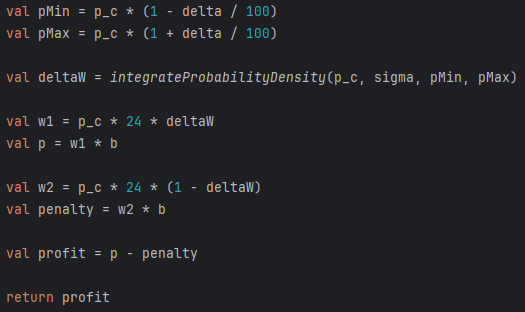 val pMin = p_c * (1 - delta / 100)
val pMax = p_c * (1 + delta / 100)
val deltaW = integrateProbabilityDensity(p_c, sigma, pMin, pMax)
val w1 = p_c * 24 * deltaW
val p = w1 * b
val w2 = p_c * 24 * (1 - deltaW)
val penalty = w2 * b
val profit = p - penalty
return profit